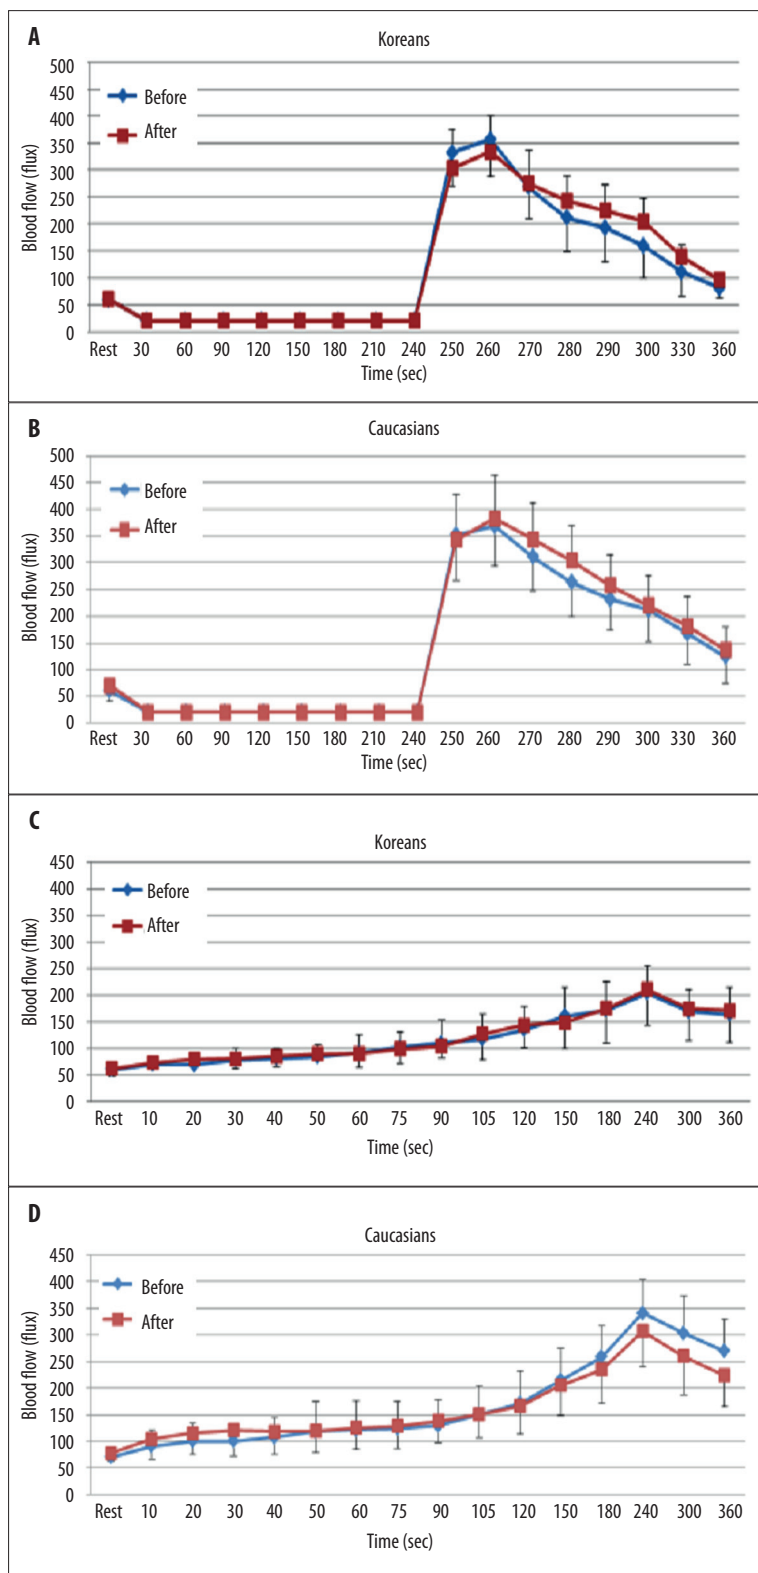 A
Koreans
Blood flow (flux)
500
450
400
350
300
250
200
150
100
50
0
Before
After
Rest 30 60 90 120 150 180 210 240 250 260 270 280 290 300 330 360
Time (sec)
B
Caucasians
Blood flow (flux)
500
450
400
350
300
250
200
150
100
50
0
Before
After
Rest 30 60 90 120 150 180 210 240 250 260 270 280 290 300 330 360
Time (sec)
C
Koreans
Blood flow (flux)
450
400
350
300
250
200
150
100
50
0
Before
After
Rest 10 20 30 40 50 60 75 90 105 120 150 180 240 300 360
Time (sec)
D
Caucasians
Blood flow (flux)
450
400
350
300
250
200
150
100
50
0
Before
After
Rest 10 20 30 40 50 60 75 90 105 120 150 180 240 300 360
Time (sec)